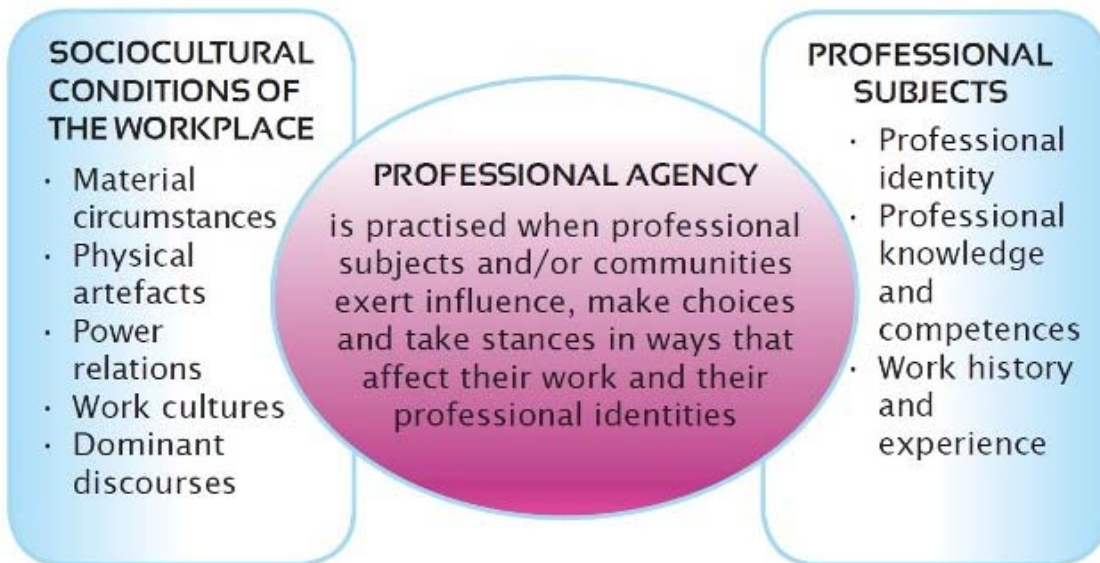 SOCIOCULTURAL
CONDITIONS OF
THE WORKPLACE
· Material
circumstances
· Physical
artefacts
· Power
relations
· Work cultures
· Dominant
discourses
PROFESSIONAL AGENCY
is practised when professional
subjects and/or communities
exert influence, make choices
and take stances in ways that
affect their work and their
professional identities
PROFESSIONAL
SUBJECTS
· Professional
identity
· Professional
knowledge
and
competences
· Work history
and
experience